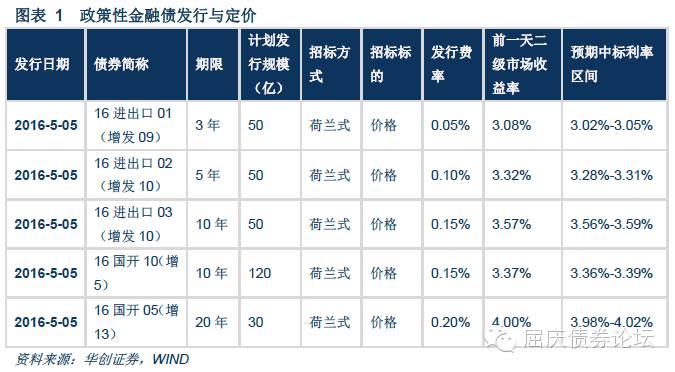 图表 1 政策性金融债发行与定价
发行日期 债券简称 期限 计划发行规模（亿） 招标方式 招标标的 发行费率 前一天二级市场收益率 预期中标利率区间
2016-5-05 16 进出口 01（增发 09） 3 年 50 荷兰式 价格 0.05% 3.08% 3.02%-3.05%
2016-5-05 16 进出口 02（增发 10） 5 年 50 荷兰式 价格 0.10% 3.32% 3.28%-3.31%
2016-5-05 16 进出口 03（增发 10） 10 年 50 荷兰式 价格 0.15% 3.57% 3.56%-3.59%
2016-5-05 16 国开 10（增5） 10 年 120 荷兰式 价格 0.15% 3.37% 3.36%-3.39%
2016-5-05 16 国开 05（增13） 20 年 30 荷兰式 价格 0.20% 4.00% 3.98%-4.02%
屈庆债券论坛
资料来源：华创证券，WIND